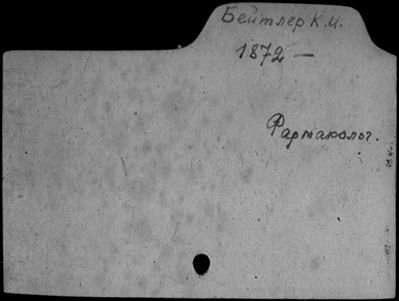 Бейтлер К.И.
1872 —
Фармаколог.